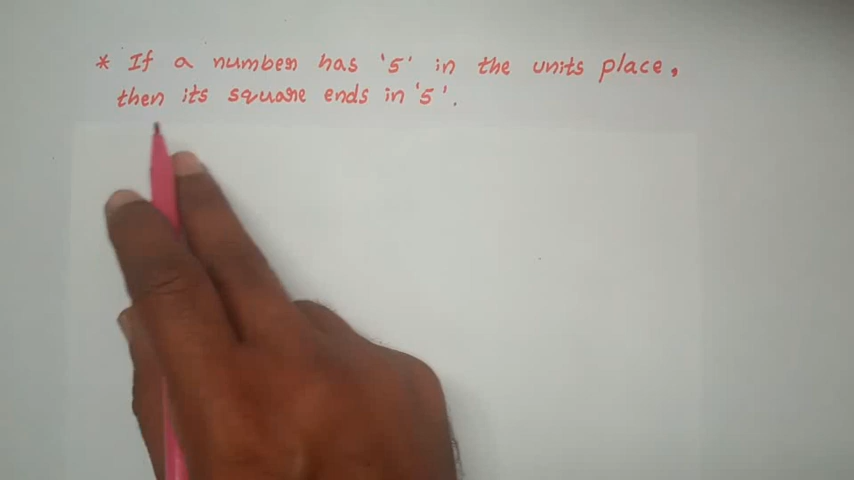 * If a number has '5' in the units place,
then its square ends in '5'.